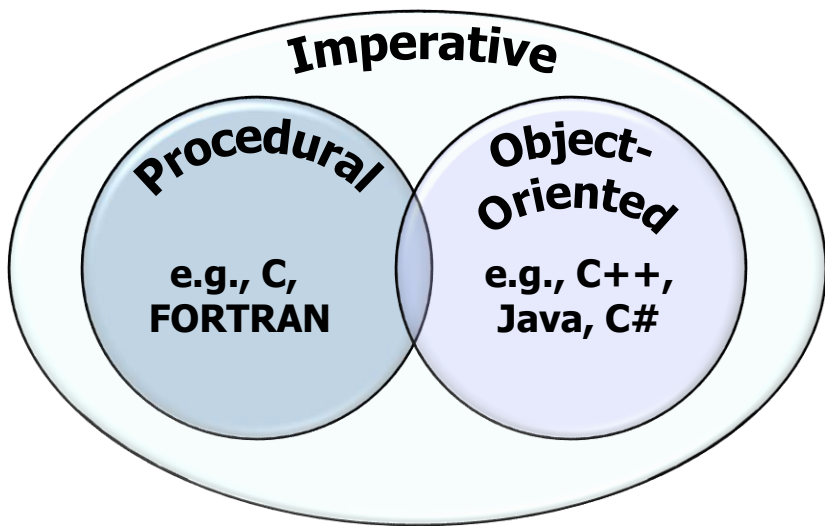 Imperative
Procedural
e.g., C,
FORTRAN
Object-
Oriented
e.g., C++,
Java, C#